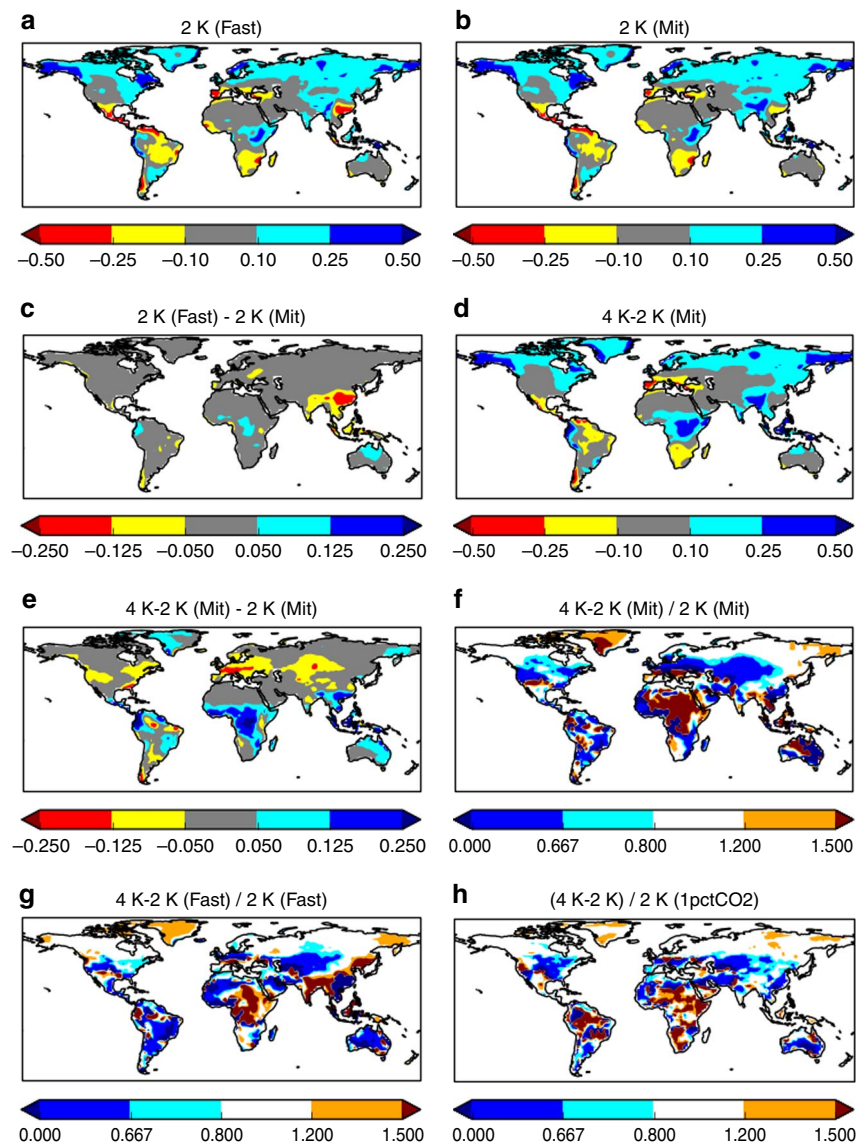 a
2 K (Fast)
−0.50 −0.25 −0.10 0.10 0.25 0.50
b
2 K (Mit)
−0.50 −0.25 −0.10 0.10 0.25 0.50
c
2 K (Fast) - 2 K (Mit)
−0.250 −0.125 −0.050 0.050 0.125 0.250
d
4 K-2 K (Mit)
−0.50 −0.25 −0.10 0.10 0.25 0.50
e
4 K-2 K (Mit) - 2 K (Mit)
−0.250 −0.125 −0.050 0.050 0.125 0.250
f
4 K-2 K (Mit) / 2 K (Mit)
0.000 0.667 0.800 1.200 1.500
g
4 K-2 K (Fast) / 2 K (Fast)
0.000 0.667 0.800 1.200 1.500
h
(4 K-2 K) / 2 K (1pctCO2)
0.000 0.667 0.800 1.200 1.500